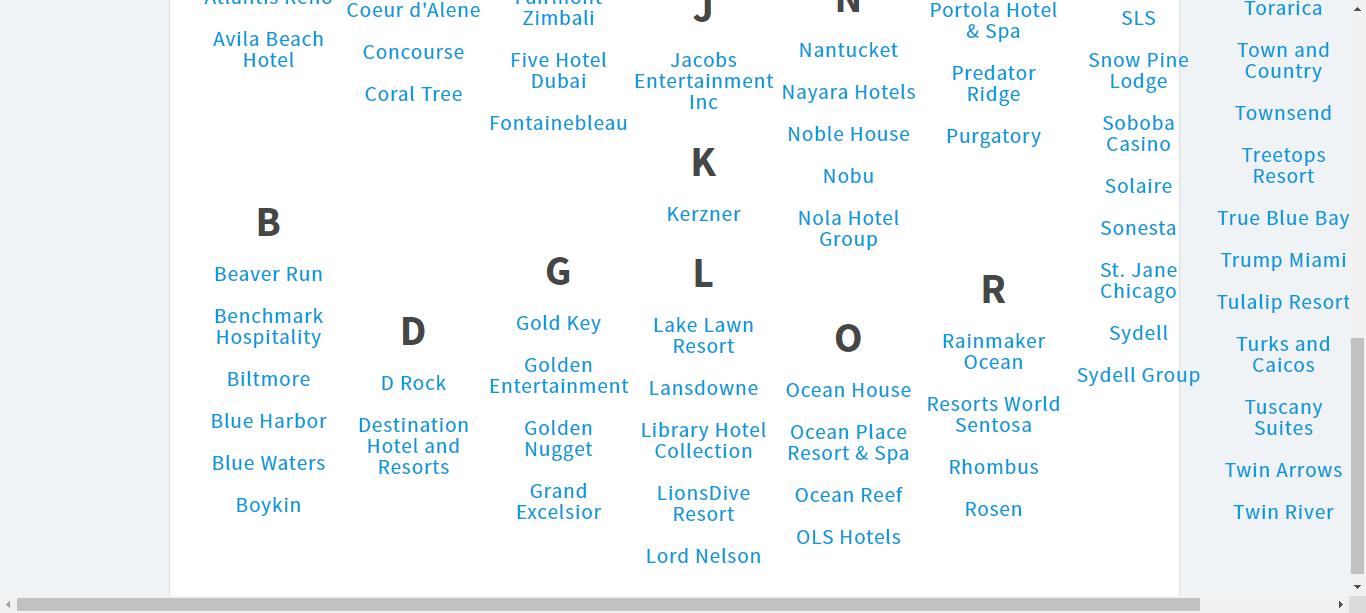 Atlantis Reno
Avila Beach
Hotel
B
Beaver Run
Benchmark
Hospitality
Biltmore
Blue Harbor
Blue Waters
Boykin
Coeur d'Alene
Concourse
Coral Tree
D
D Rock
Destination
Hotel and
Resorts
Fairmont
Zimbali
Five Hotel
Dubai
Fontainebleau
G
Gold Key
Golden
Entertainment
Golden
Nugget
Grand
Excelsior
J
Jacobs
Entertainment
Inc
K
Kerzner
L
Lake Lawn
Resort
Lansdowne
Library Hotel
Collection
LionsDive
Resort
Lord Nelson
N
Nantucket
Nayara Hotels
Noble House
Nobu
Nola Hotel
Group
O
Ocean House
Ocean Place
Resort & Spa
Ocean Reef
OLS Hotels
Portola Hotel
& Spa
Predator
Ridge
Purgatory
R
Rainmaker
Ocean
Resorts World
Sentosa
Rhombus
Rosen
SLS
Snow Pine
Lodge
Soboba
Casino
Solaire
Sonesta
St. Jane
Chicago
Sydell
Sydell Group
Torarica
Town and
Country
Townsend
Treetops
Resort
True Blue Bay
Trump Miami
Tulalip Resort
Turks and
Caicos
Tuscany
Suites
Twin Arrows
Twin River